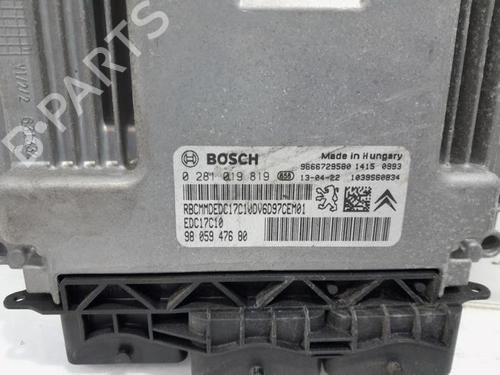 B-PARTS
BOSCH
Made in Hungary
9666729580 1415 0993
0 281 019 819
13-04-22 1039S60834
RBCMMDEDC17C10DV6D97CEM01
EDC17C10
98 059 476 80